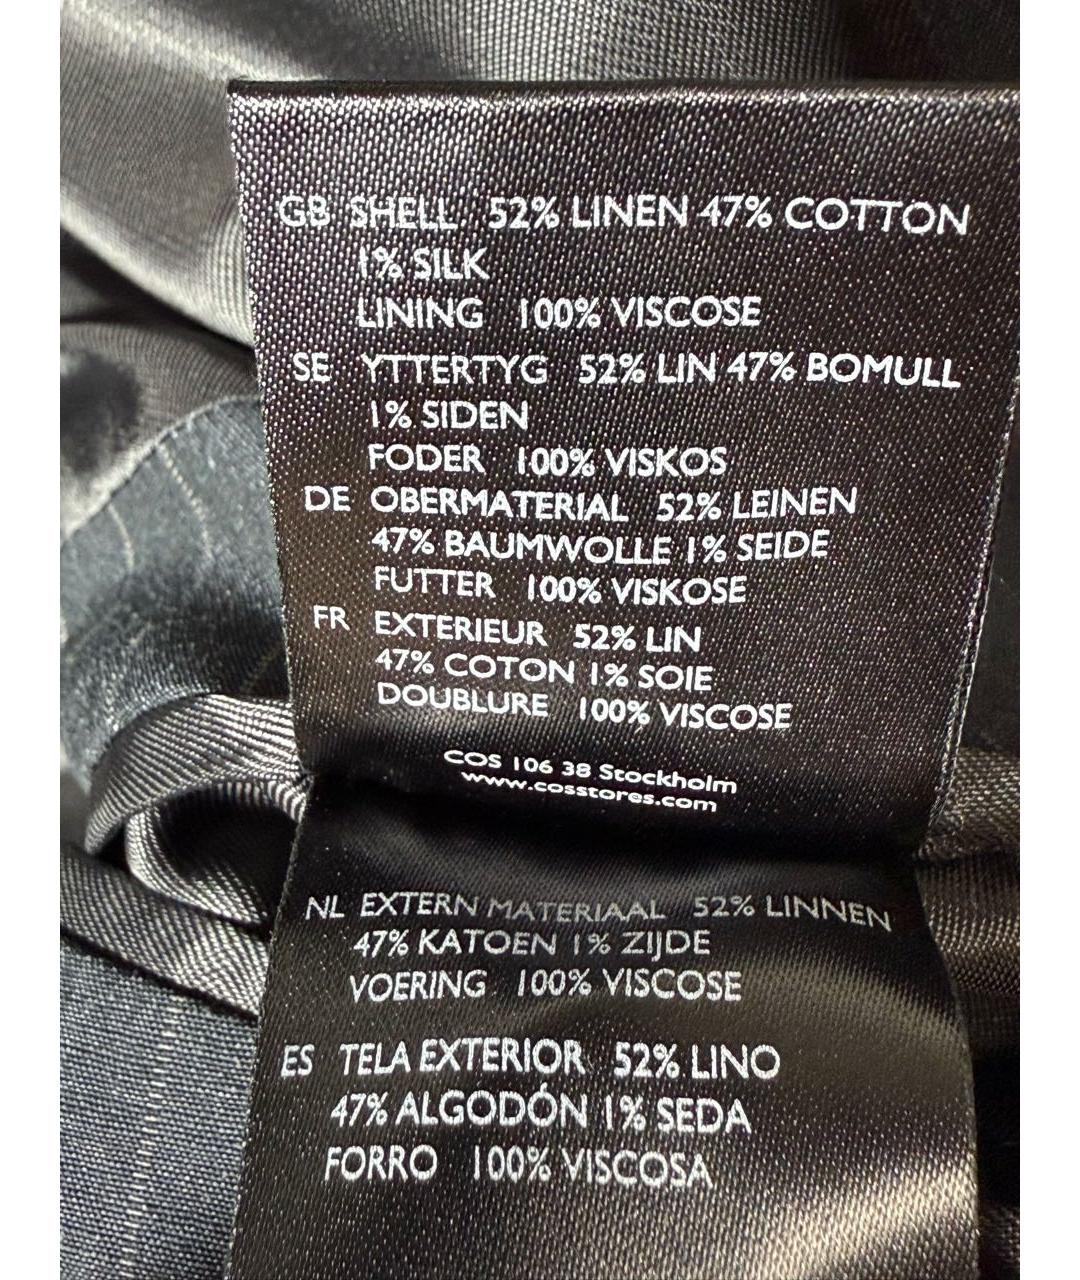 GB SHELL 52% LINEN 47% COTTON
1% SILK
LINING 100% VISCOSE
SE YTTERTYG 52% LIN 47% BOMULL
1% SIDEN
FODER 100% VISKOS
DE OBERMATERIAL 52% LEINEN
47% BAUMWOLLE 1% SEIDE
FUTTER 100% VISKOSE
FR EXTERIEUR 52% LIN
47% COTON 1% SOIE
DOUBLURE 100% VISCOSE
COS 106 38 Stockholm
www.cosstores.com
NL EXTERN MATERIAAL 52% LINNEN
47% KATOEN 1% ZIJDE
VOERING 100% VISCOSE
ES TELA EXTERIOR 52% LINO
47% ALGODÓN 1% SEDA
FORRO 100% VISCOSA